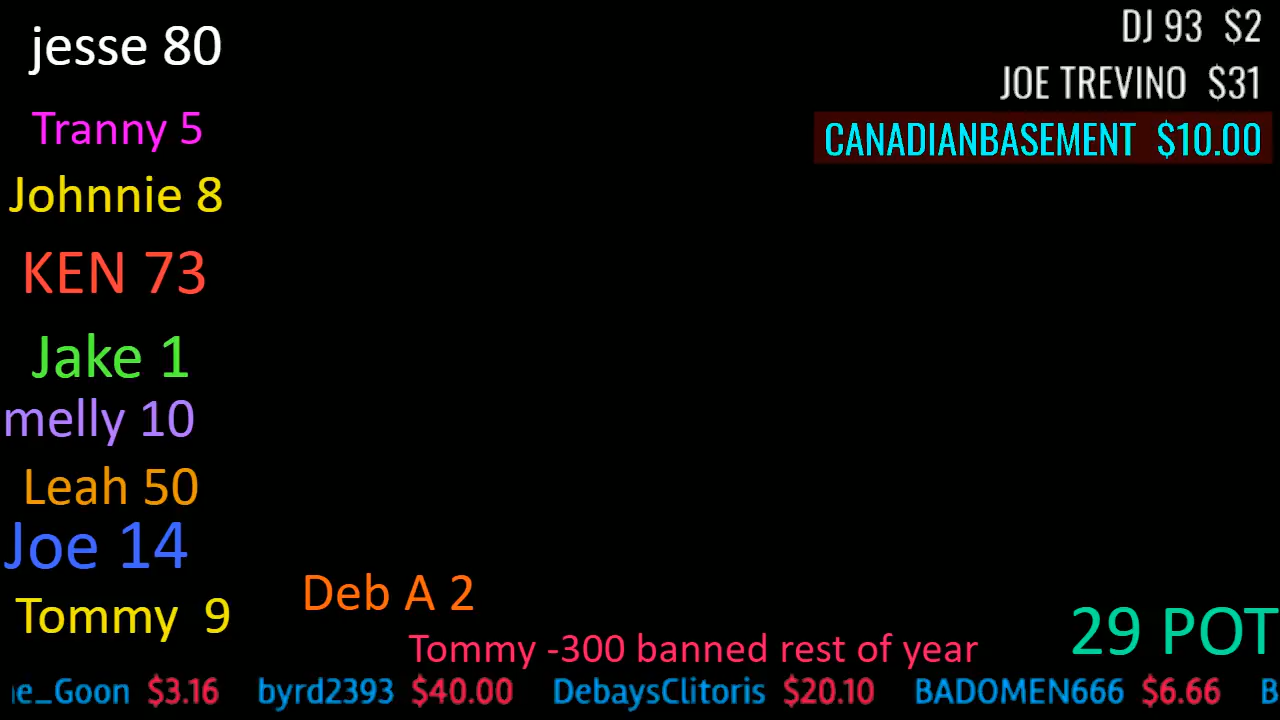 jesse 80
Tranny 5
Johnnie 8
KEN 73
Jake 1
melly 10
Leah 50
Joe 14
Tommy 9
DJ 93 $2
JOE TREVINO $31
CANADIANBASEMENT $10.00
Deb A 2
Tommy -300 banned rest of year
29 POT
e_Goon $3.16 byrd2393 $40.00 DebaysClitoris $20.10 BADOMEN666 $6.66 B